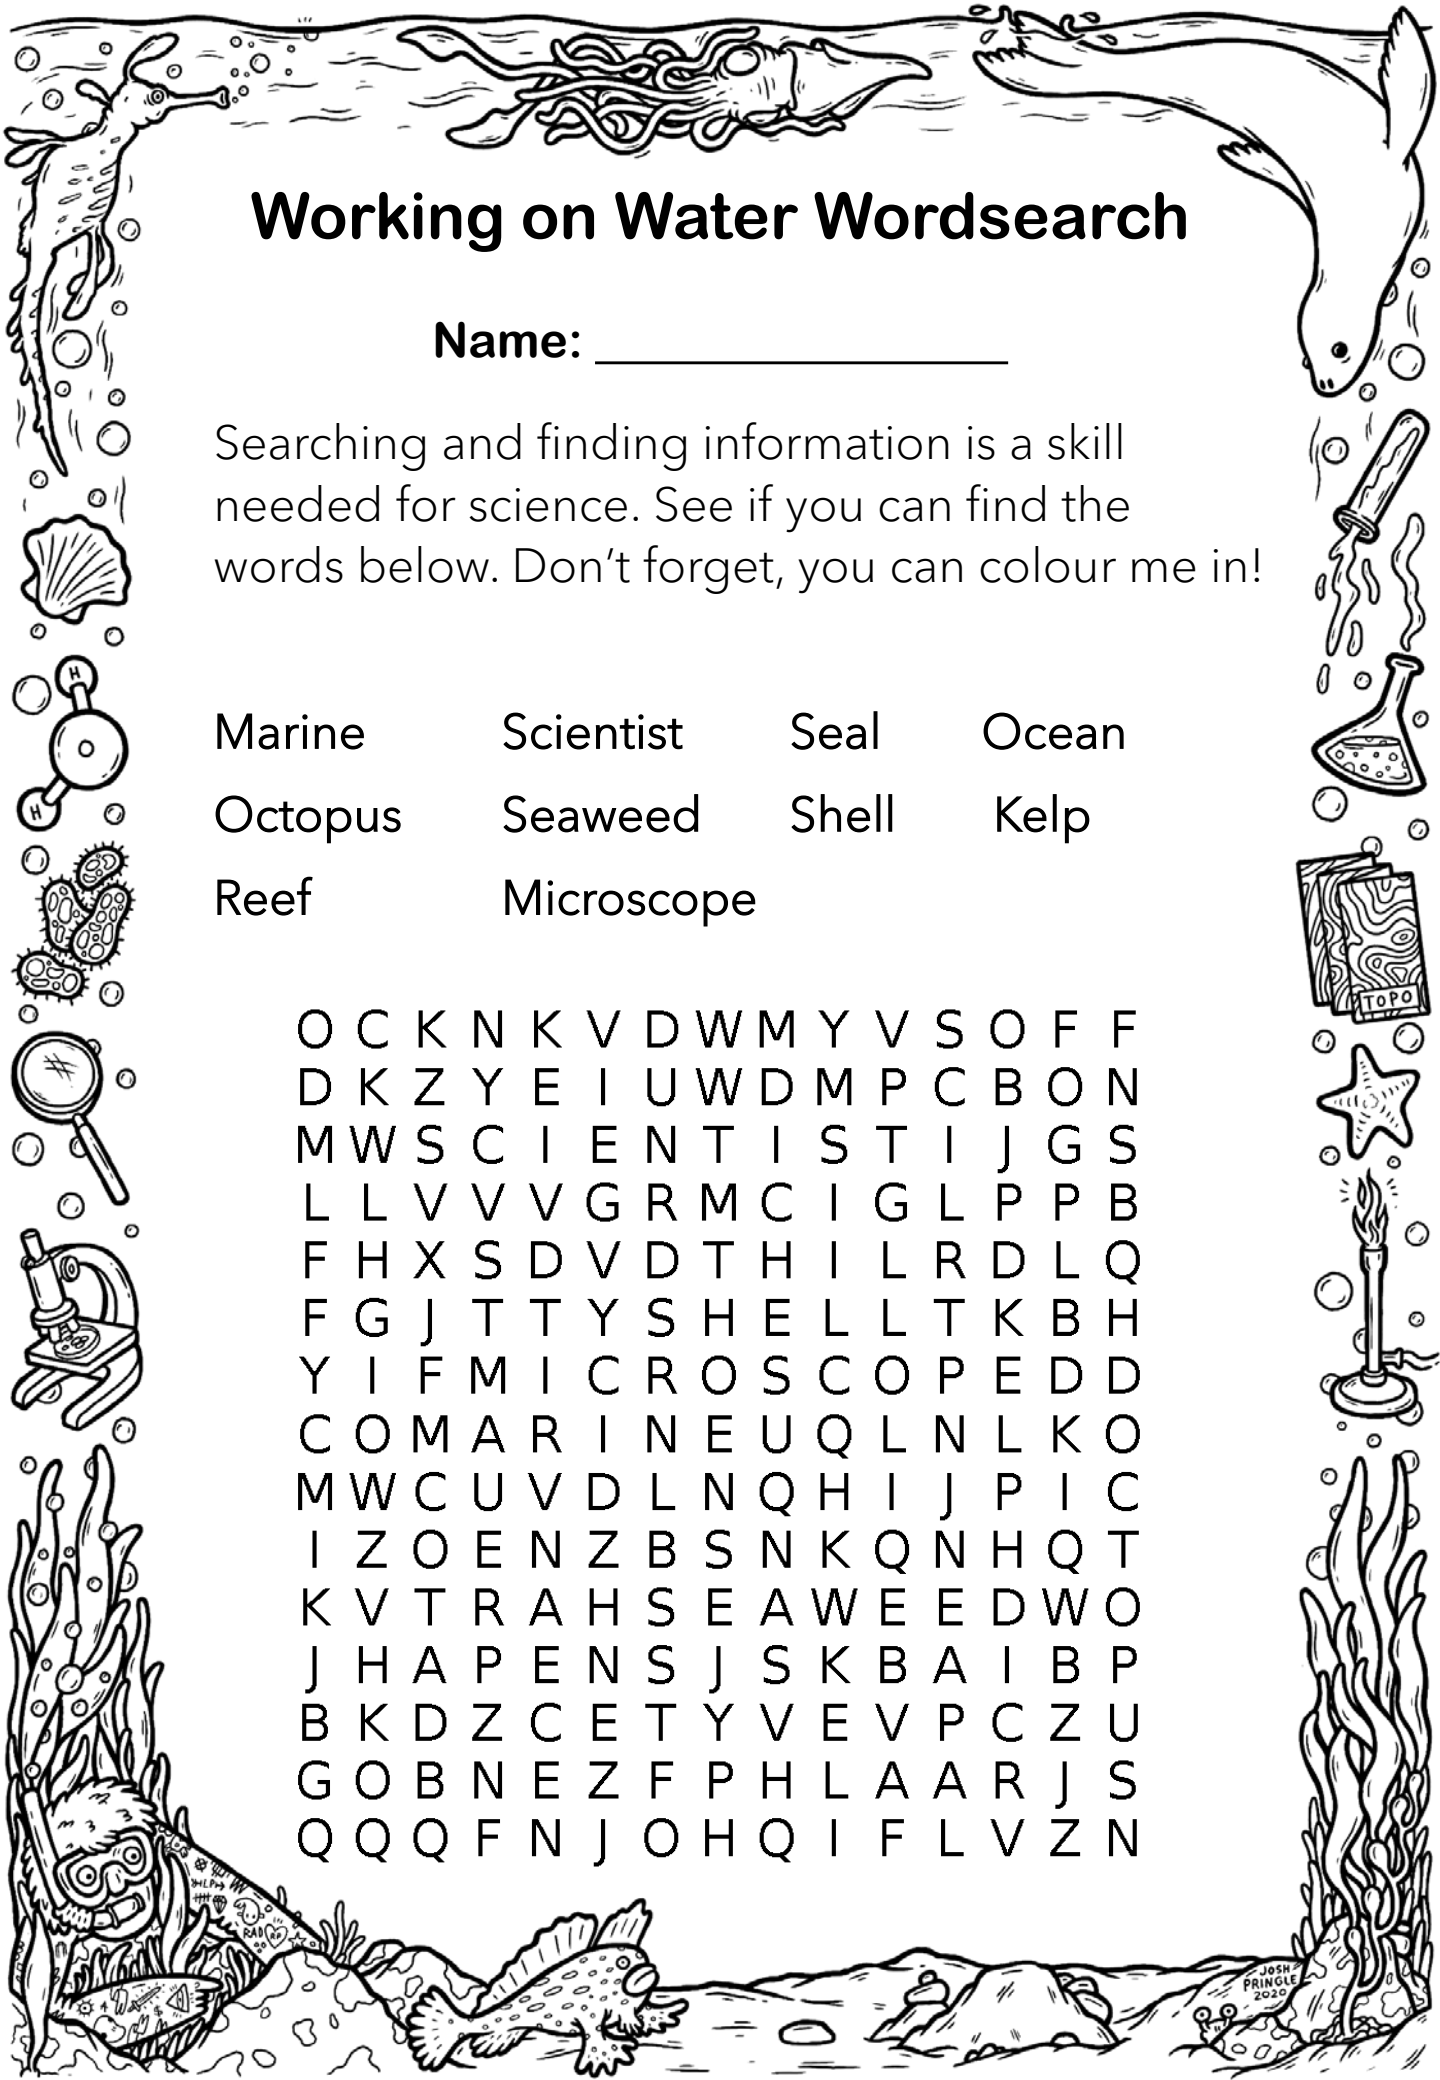 Working on Water Wordsearch
Name: ________________
Searching and finding information is a skill
needed for science. See if you can find the
words below. Don’t forget, you can colour me in!
Marine Scientist Seal Ocean
Octopus Seaweed Shell Kelp
Reef Microscope
O C K N K V D W M Y V S O F F
D K Z Y E I U W D M P C B O N
M W S C I E N T I S T I J G S
L L V V V G R M C I G L P P B
F H X S D V D T H I L R D L Q
F G J T T Y S H E L L T K B H
Y I F M I C R O S C O P E D D
C O M A R I N E U Q L N L K O
M W C U V D L N Q H I J P I C
I Z O E N Z B S N K Q N H Q T
K V T R A H S E A W E E D W O
J H A P E N S J S K B A I B P
B K D Z C E T Y V E V P C Z U
G O B N E Z F P H L A A R J S
Q Q Q F N J O H Q I F L V Z N
H
H
TOPO
RAD
JOSH
PRINGLE
2020